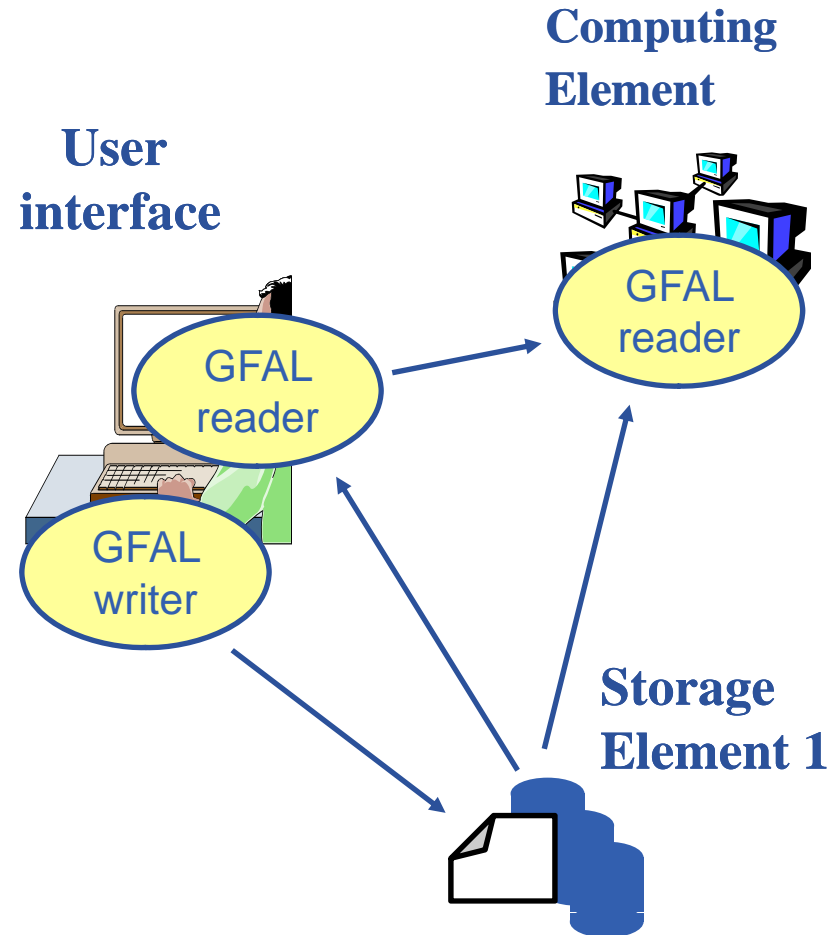 Computing
Element
User
interface
GFAL
reader
GFAL
reader
GFAL
writer
Storage
Element 1